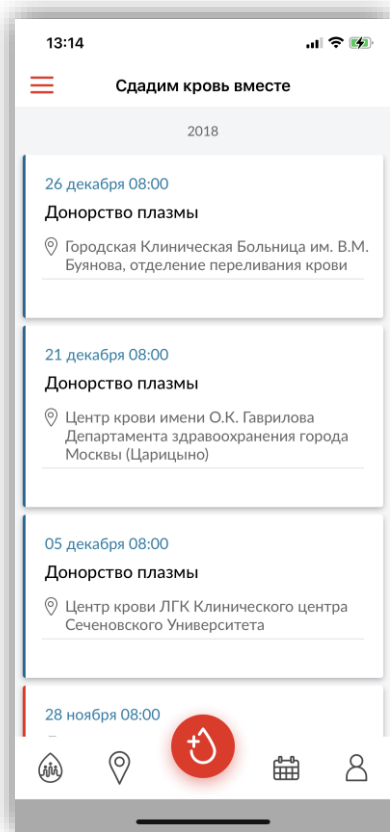 13:14
Сдадим кровь вместе
2018
26 декабря 08:00
Донорство плазмы
Городская Клиническая Больница им. В.М.
Буянова, отделение переливания крови
21 декабря 08:00
Донорство плазмы
Центр крови имени О.К. Гаврилова
Департамента здравоохранения города
Москвы (Царицыно)
05 декабря 08:00
Донорство плазмы
Центр крови ЛГК Клинического центра
Сеченовского Университета
28 ноября 08:00